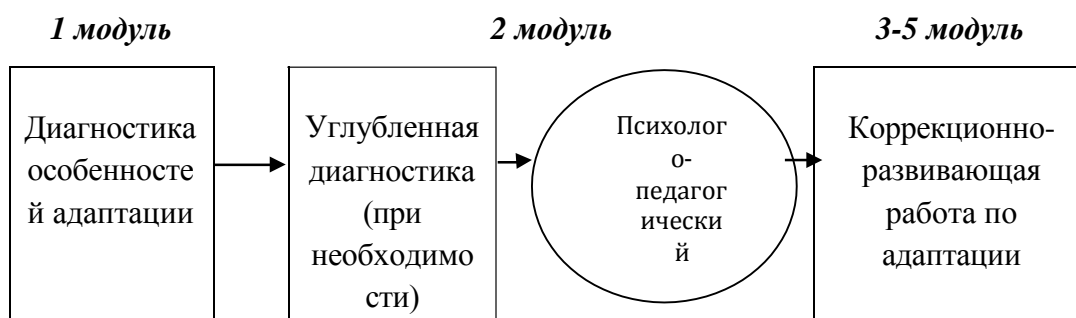 1 модуль
2 модуль
3-5 модуль
Диагностика
особенносте
й адаптации
Углубленная
диагностика
(при
необходимо
сти)
Психолог
о-
педагог
ически
й
Коррекционно-
развивающая
работа по
адаптации